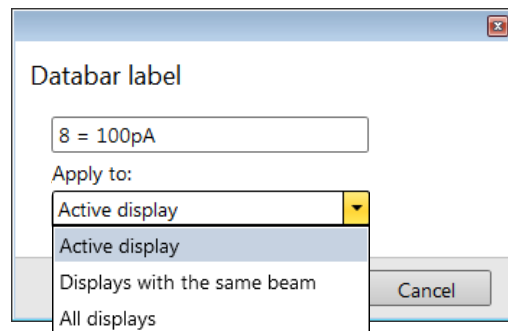 Databar label
8 = 100pA
Apply to:
Active display
Active display
Displays with the same beam
Cancel
All displays